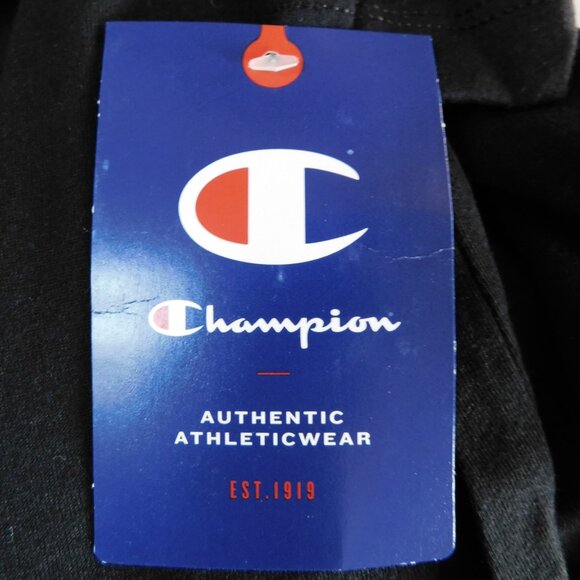 Champion
AUTHENTIC
ATHLETICWEAR
EST.1919